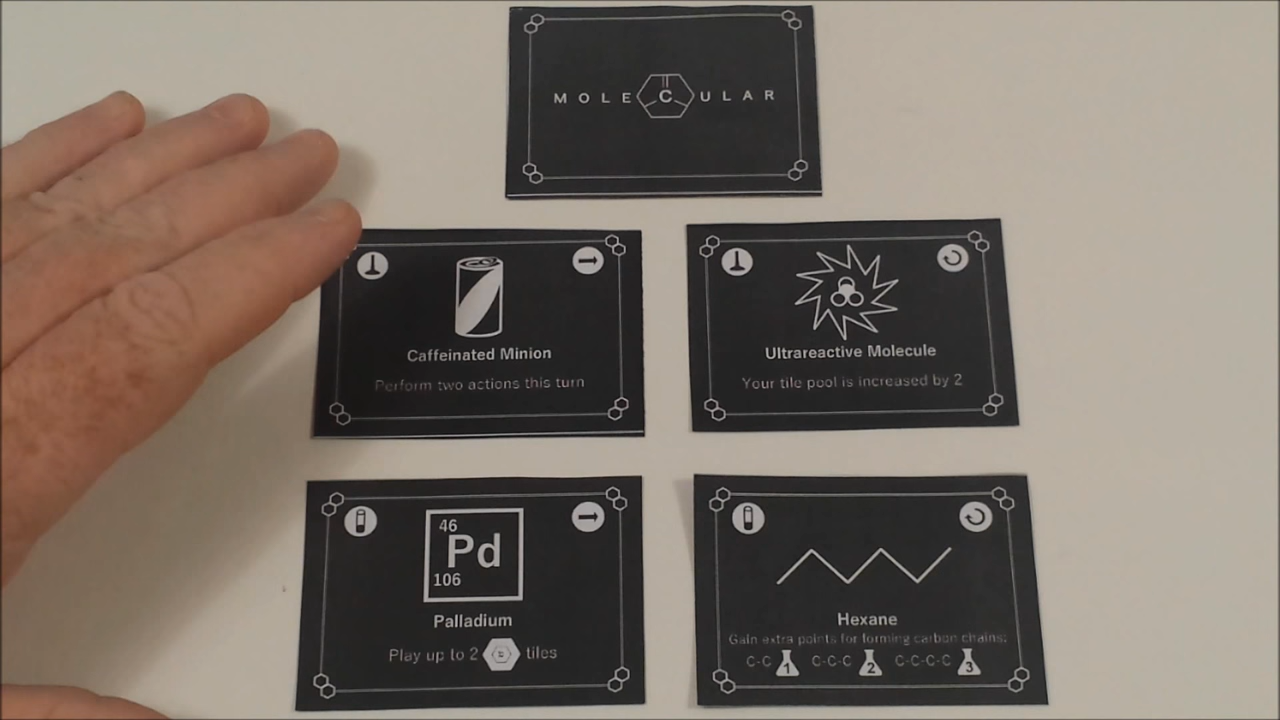 MOLECULAR
Caffeinated Minion
Perform two actions this turn
Ultrareactive Molecule
Your tile pool is increased by 2
46
Pd
106
Palladium
Play up to 2 tiles
Hexane
Gain extra points for forming carbon chains:
C-C 1 C-C-C 2 C-C-C-C 3